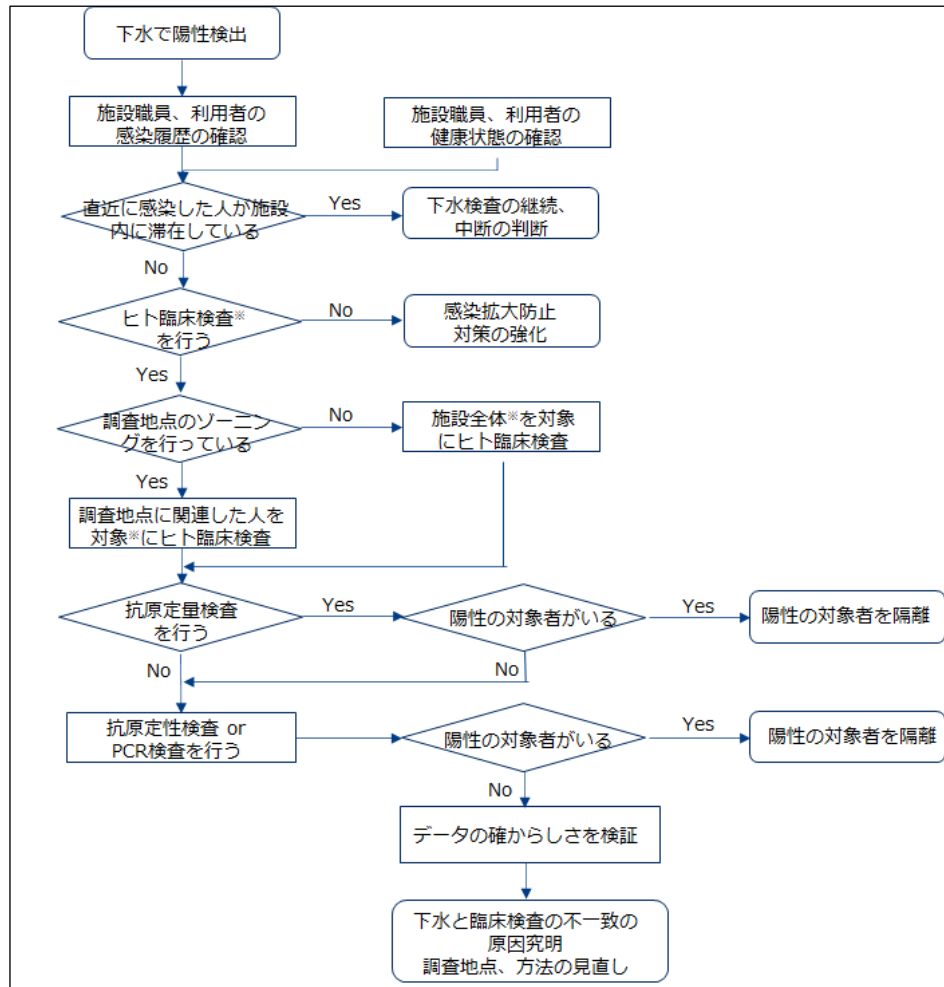 下水で陽性検出
施設職員、利用者の
感染履歴の確認
施設職員、利用者の
健康状態の確認
直近に感染した人が施設
内に滞在している
Yes
下水検査の継続、
中断の判断
No
ヒト臨床検査※
を行う
No
感染拡大防止
対策の強化
Yes
調査地点のゾーニン
グを行っている
No
施設全体※を対象
にヒト臨床検査
Yes
調査地点に関連した人を
対象※にヒト臨床検査
抗原定量検査
を行う
Yes
陽性の対象者がいる
Yes
陽性の対象者を隔離
No
No
抗原定性検査 or
PCR検査を行う
陽性の対象者がいる
Yes
陽性の対象者を隔離
No
データの確からしさを検証
下水と臨床検査の不一致の
原因究明
調査地点、方法の見直し